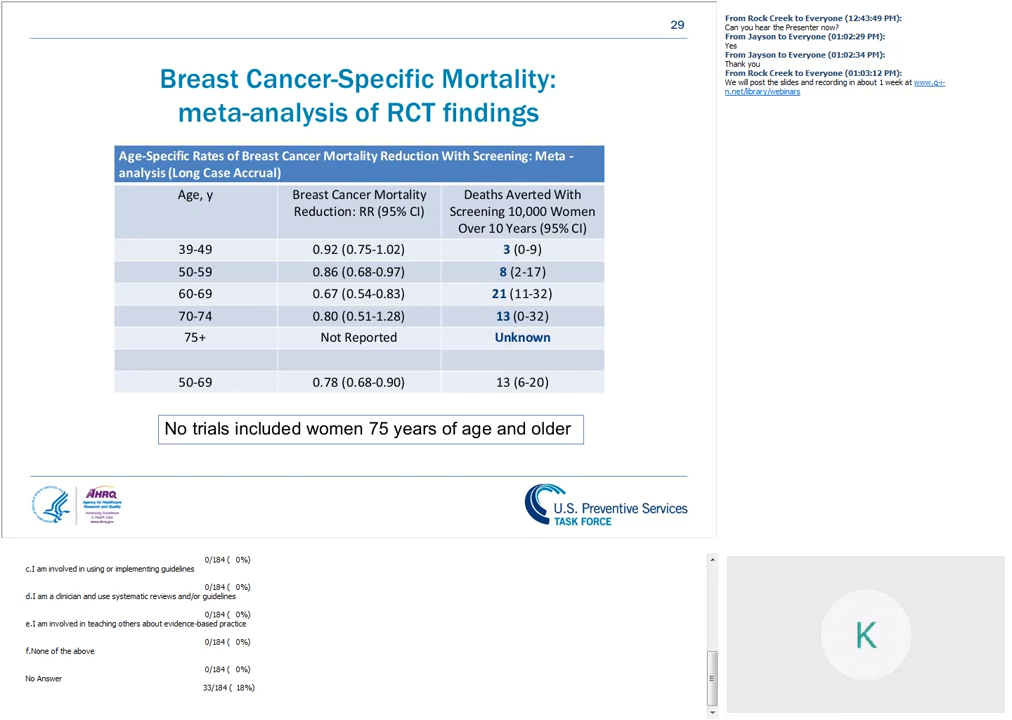 29
Breast Cancer-Specific Mortality:
meta-analysis of RCT findings
Age-Specific Rates of Breast Cancer Mortality Reduction With Screening: Meta -
analysis (Long Case Accrual)
Age, y
Breast Cancer Mortality
Reduction: RR (95% CI)
Deaths Averted With
Screening 10,000 Women
Over 10 Years (95% CI)
39-49 0.92 (0.75-1.02) 3 (0-9)
50-59 0.86 (0.68-0.97) 8 (2-17)
60-69 0.67 (0.54-0.83) 21 (11-32)
70-74 0.80 (0.51-1.28) 13 (0-32)
75+ Not Reported Unknown
50-69 0.78 (0.68-0.90) 13 (6-20)
No trials included women 75 years of age and older
AHRQ
Agency for Healthcare
Research and Quality
Advancing Excellence
in Health Care
www.ahrq.gov
U.S. Preventive Services
TASK FORCE
From Rock Creek to Everyone (12:43:49 PM):
Can you hear the Presenter now?
From Jayson to Everyone (01:02:29 PM):
Yes
From Jayson to Everyone (01:02:34 PM):
Thank you
From Rock Creek to Everyone (01:03:12 PM):
We will post the slides and recording in about 1 week at www.g-i-
n.net/library/webinars
0/184 ( 0%)
c.I am involved in using or implementing guidelines
0/184 ( 0%)
d.I am a clinician and use systematic reviews and/or guidelines
0/184 ( 0%)
e.I am involved in teaching others about evidence-based practice
0/184 ( 0%)
f.None of the above
0/184 ( 0%)
No Answer
33/184 ( 18%)
K